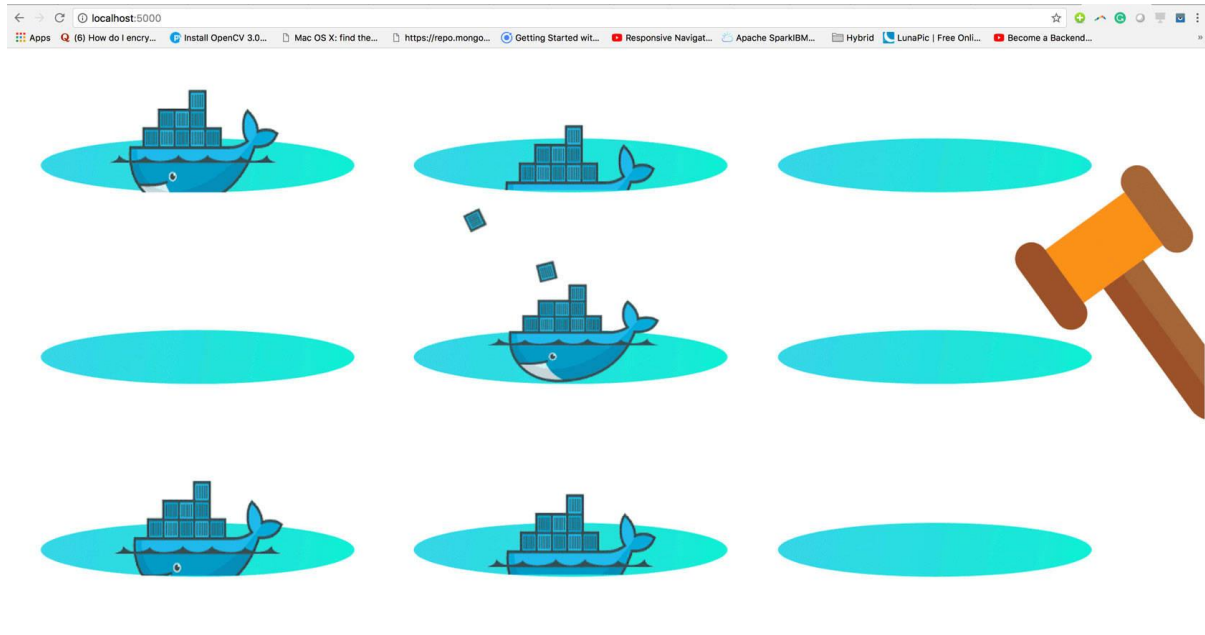 localhost:5000
Apps (6) How do I encry... Install OpenCV 3.0... Mac OS X: find the... https://repo.mongo... Getting Started wit... Responsive Navigat... Apache SparkIBM... Hybrid LunaPic | Free Onli... Become a Backend... »